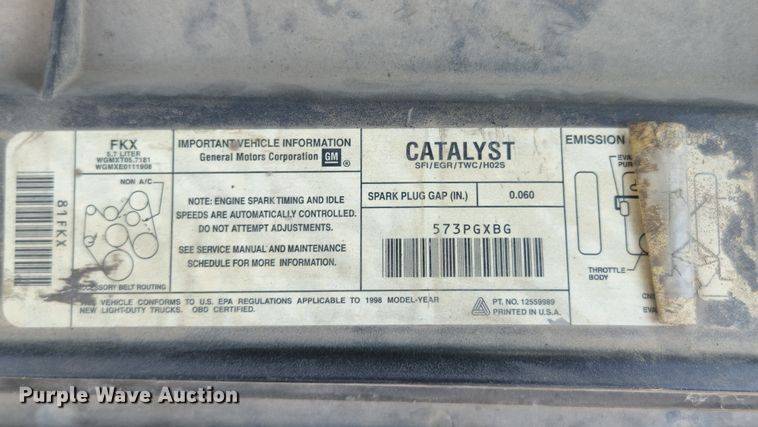 FKX
5.7 LITER
WGMXT05.7181
WGMXE0111908
NON A/C
81FKX
ACCESSORY BELT ROUTING
IMPORTANT VEHICLE INFORMATION
General Motors Corporation GM ®
NOTE: ENGINE SPARK TIMING AND IDLE
SPEEDS ARE AUTOMATICALLY CONTROLLED.
DO NOT ATTEMPT ADJUSTMENTS.
SEE SERVICE MANUAL AND MAINTENANCE
SCHEDULE FOR MORE INFORMATION.
CATALYST
SFI/EGR/TWC/HO2S
SPARK PLUG GAP (IN.) 0.060
573PGXBG
EMISSION
THROTTLE
BODY
THIS VEHICLE CONFORMS TO U.S. EPA REGULATIONS APPLICABLE TO 1998 MODEL-YEAR
NEW LIGHT-DUTY TRUCKS. OBD CERTIFIED.
PT. NO. 12559989
PRINTED IN U.S.A.
Purple Wave Auction